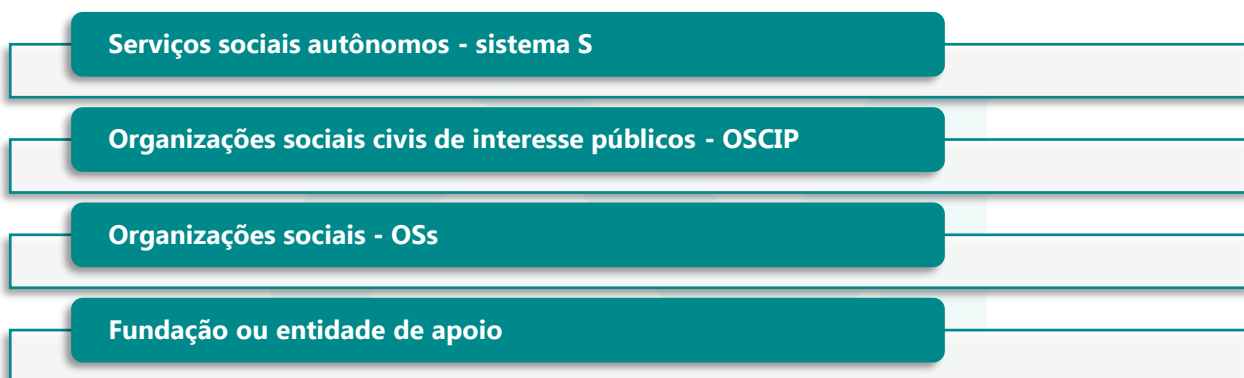 Serviços sociais autônomos - sistema S
Organizações sociais civis de interesse públicos - OSCIP
Organizações sociais - OSs
Fundação ou entidade de apoio